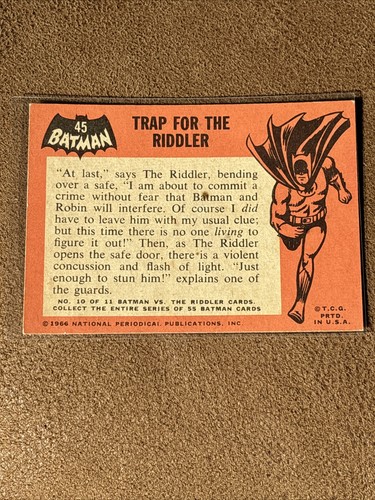 45
BATMAN
TRAP FOR THE
RIDDLER
"At last," says The Riddler, bending
over a safe, "I am about to commit a
crime without fear that Batman and
Robin will interfere. Of course I did
have to leave him with my usual clue;
but this time there is no one living to
figure it out!" Then, as The Riddler
opens the safe door, there is a violent
concussion and flash of light. "Just
enough to stun him!" explains one of
the guards.
NO. 10 OF 11 BATMAN VS. THE RIDDLER CARDS.
COLLECT THE ENTIRE SERIES OF 55 BATMAN CARDS
©1966 NATIONAL PERIODICAL PUBLICATIONS, INC.
©T.C.G.
PRTD.
IN U.S.A.